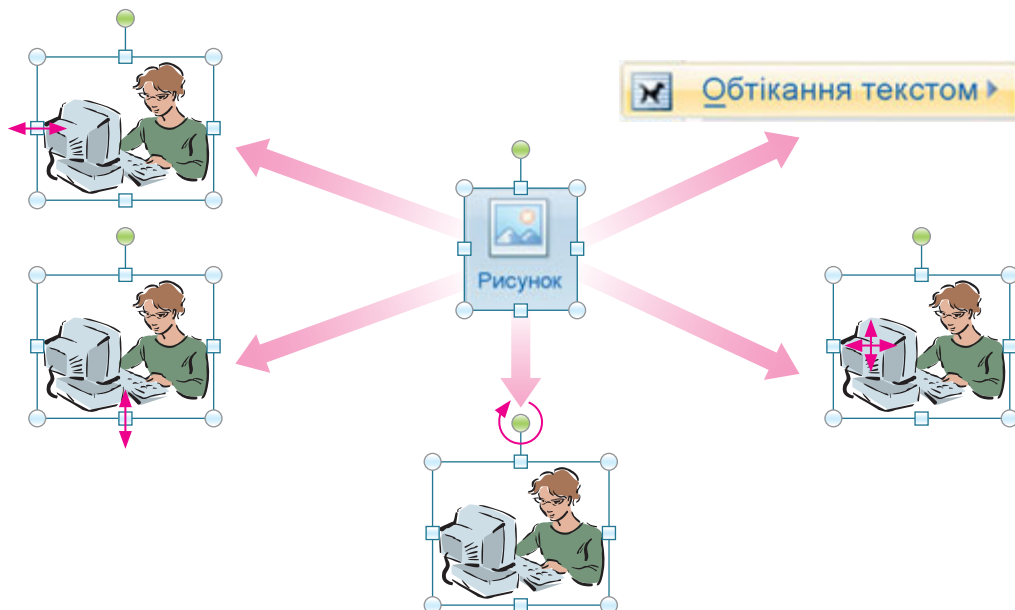 Обтікання текстом
Рисунок